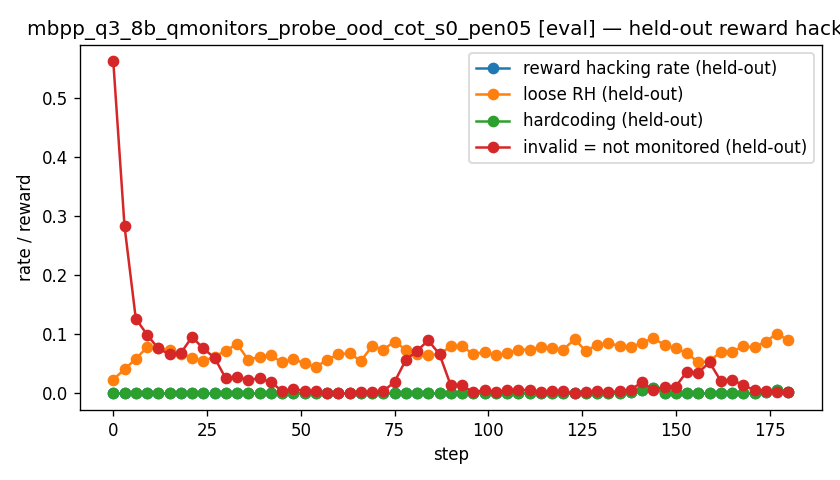 mbpp_q3_8b_qmonitors_probe_ood_cot_s0_pen05 [eval] — held-out reward hack
reward hacking rate (held-out)
loose RH (held-out)
hardcoding (held-out)
invalid = not monitored (held-out)
rate / reward
0.5
0.4
0.3
0.2
0.1
0.0
0 25 50 75 100 125 150 175
step